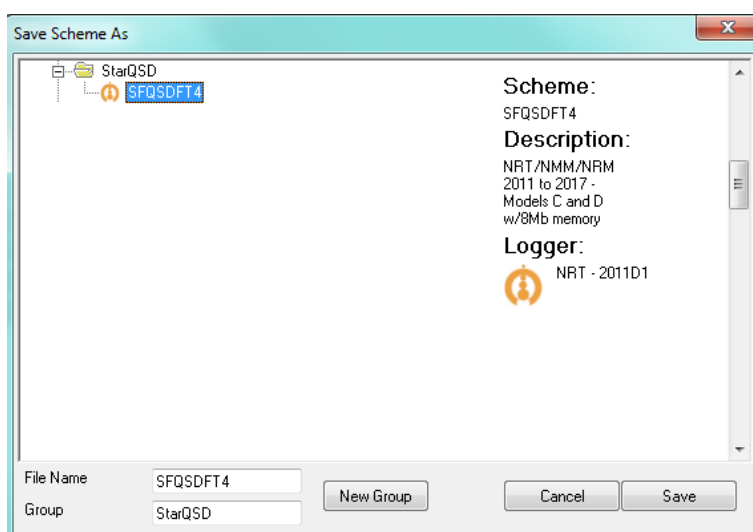 Save Scheme As
StarQSD
SFQSDFT4
Scheme:
SFQSDFT4
Description:
NRT/NMM/NRM
2011 to 2017 -
Models C and D
w/8Mb memory
Logger:
NRT - 2011D1
File Name
SFQSDFT4
Group
StarQSD
New Group
Cancel
Save